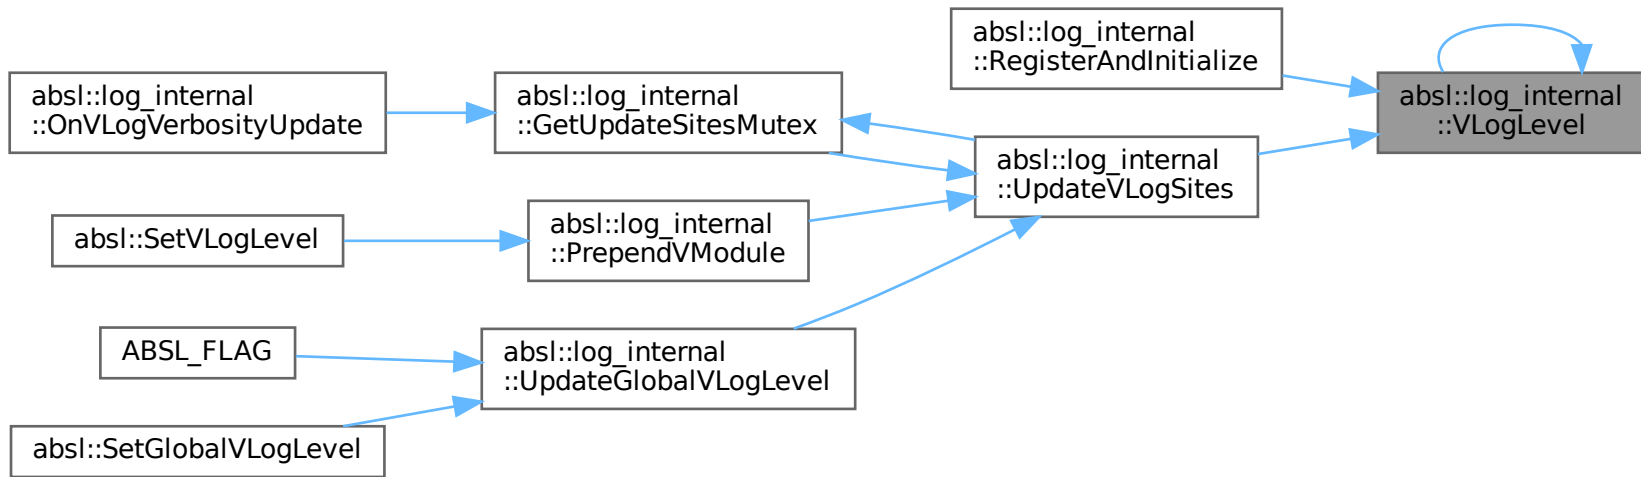 absl::log_internal
::RegisterAndInitialize
absl::log_internal
::OnVLogVerbosityUpdate
absl::log_internal
::GetUpdateSitesMutex
absl::log_internal
::VLogLevel
absl::log_internal
::UpdateVLogSites
absl::SetVLogLevel
absl::log_internal
::PrependVModule
ABSL_FLAG
absl::log_internal
::UpdateGlobalVLogLevel
absl::SetGlobalVLogLevel